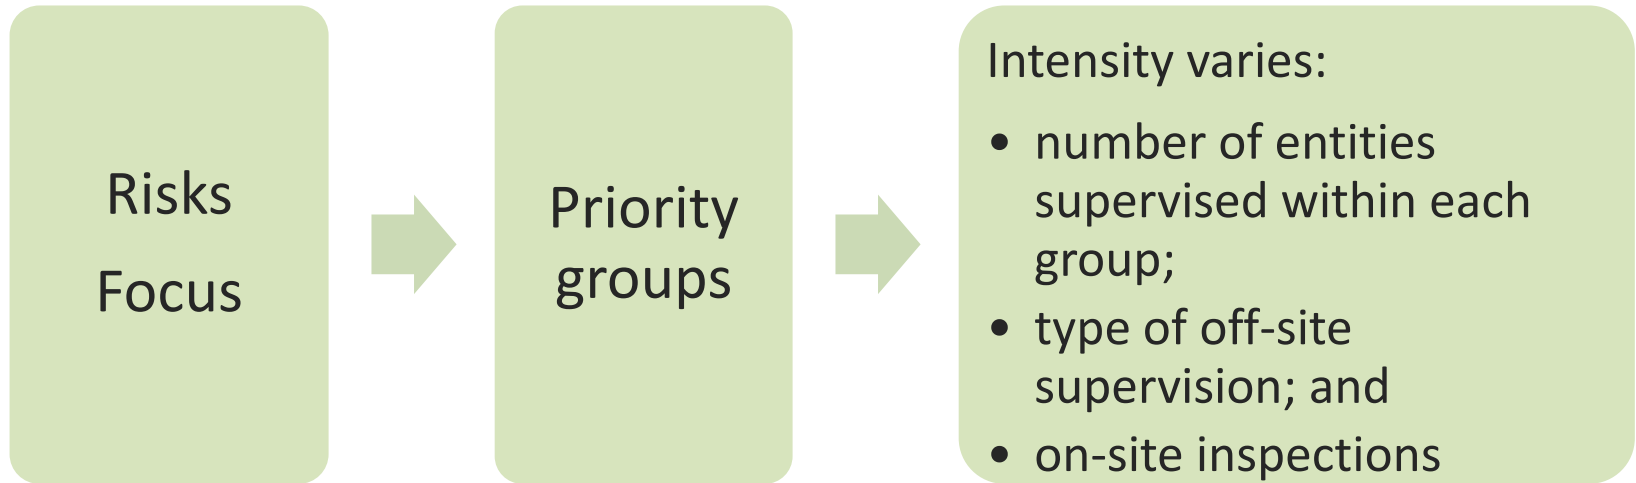 Risks
Focus
Priority
groups
Intensity varies:
• number of entities
supervised within each
group;
• type of off-site
supervision; and
• on-site inspections